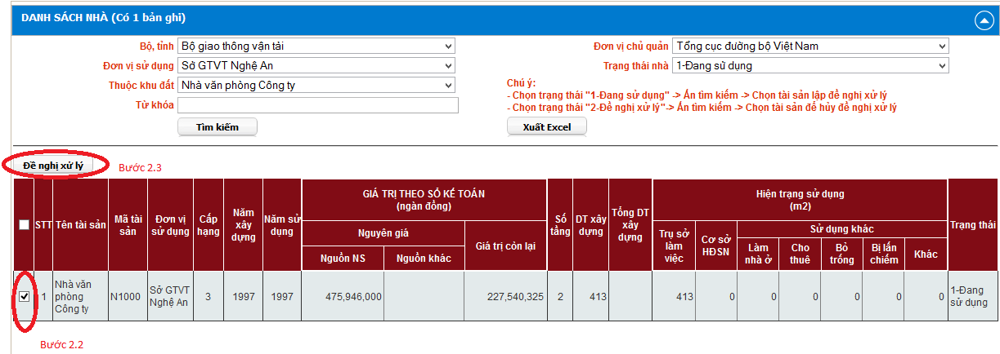 DANH SÁCH NHÀ (Có 1 bản ghi)
Bộ, tỉnh Bộ giao thông vận tải Đơn vị chủ quản Tổng cục đường bộ Việt Nam
Đơn vị sử dụng Sở GTVT Nghệ An Trạng thái nhà 1-Đang sử dụng
Thuộc khu đất Nhà văn phòng Công ty
Chú ý:
- Chọn trạng thái "1-Đang sử dụng" -> Ấn tìm kiếm -> Chọn tài sản lập đề nghị xử lý
Từ khóa
- Chọn trạng thái "2-Đề nghị xử lý"-> Ấn tìm kiếm -> Chọn tài sản để hủy đề nghị xử lý
Tìm kiếm Xuất Excel
Đề nghị xử lý Bước 2.3
STT
Tên tài sản
Mã tài
sản
Đơn vị
sử dụng
Cấp
hạng
Năm
xây
dựng
Năm sử
dụng
GIÁ TRỊ THEO SỔ KẾ TOÁN
(ngàn đồng)
Nguyên giá
Nguồn NS
Nguồn khác
Giá trị còn lại
Số
tầng
DT xây
dựng
Tổng DT
xây
dựng
Hiện trạng sử dụng
(m2)
Trụ sở
làm
việc
Cơ sở
HĐSN
Sử dụng khác
Làm
nhà ở
Cho
thuê
Bỏ
trống
Bị lấn
chiếm
Khác
Trạng thái
1
Nhà văn
phòng
Công ty
N1000
Sở GTVT
Nghệ An
3
1997
1997
475,946,000
227,540,325
2
413
413
0
0
0
0
0
0
1-Đang
sử dụng
Bước 2.2